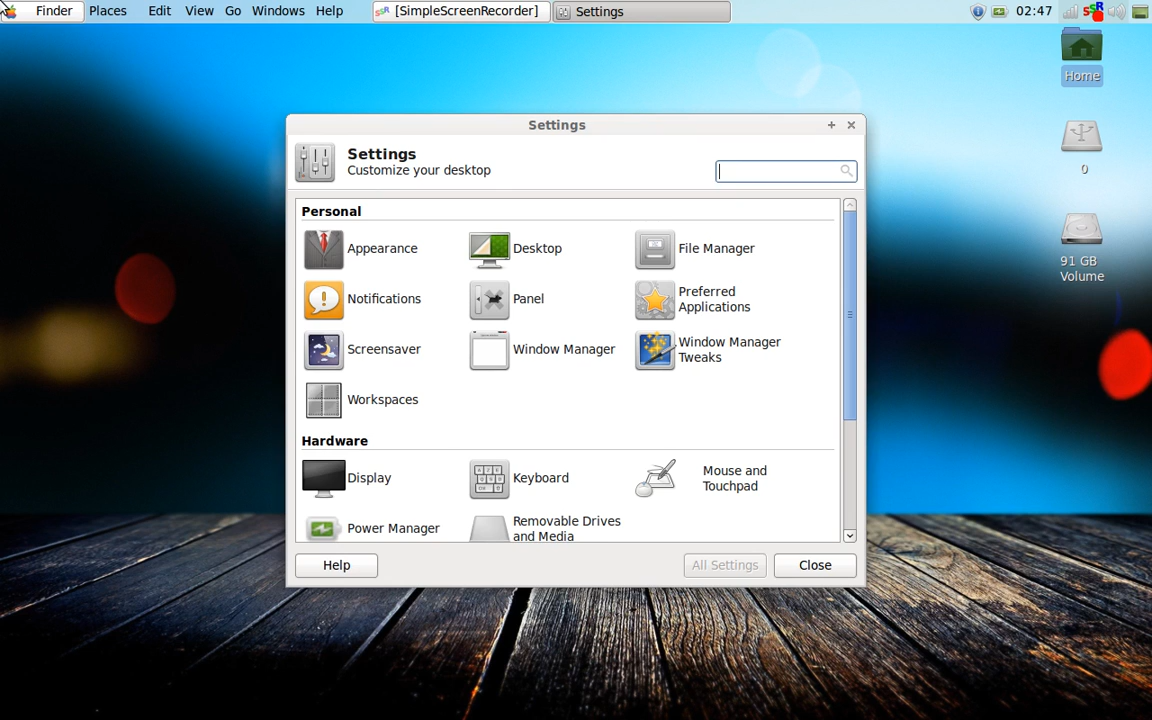 Finder Places Edit View Go Windows Help [SimpleScreenRecorder] Settings 02:47
Home
0
91 GB
Volume
Settings
Settings
Customize your desktop
Personal
Appearance Desktop File Manager
Notifications Panel Preferred Applications
Screensaver Window Manager Window Manager Tweaks
Workspaces
Hardware
Display Keyboard Mouse and Touchpad
Power Manager Removable Drives and Media
Help All Settings Close